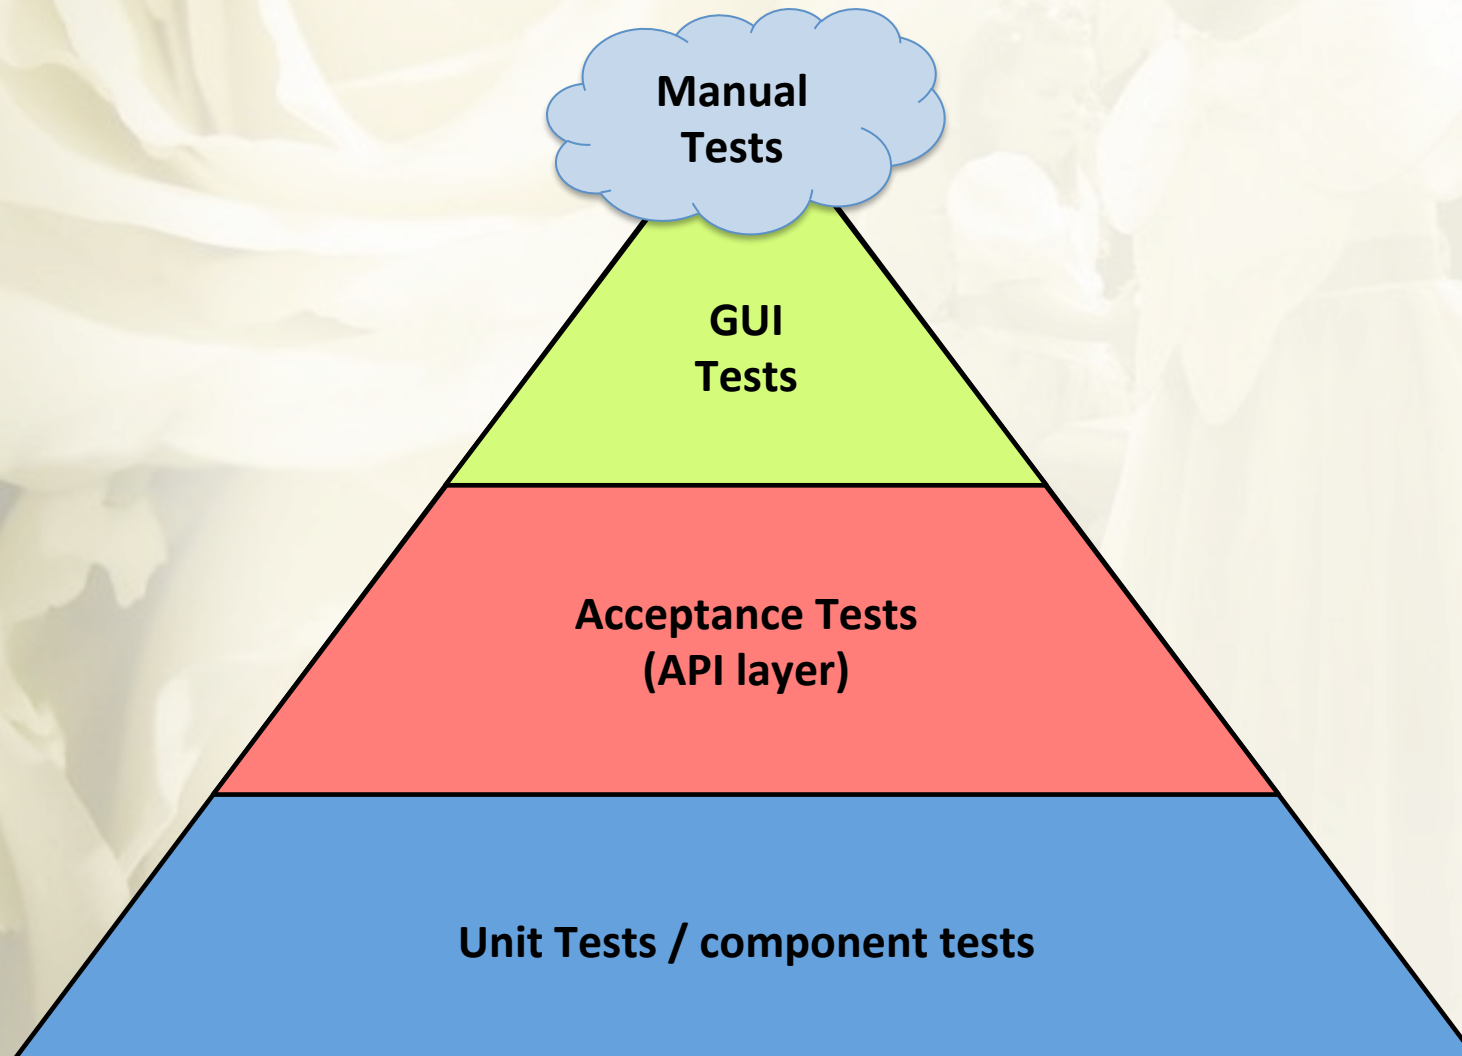 Manual
Tests
GUI
Tests
Acceptance Tests
(API layer)
Unit Tests / component tests